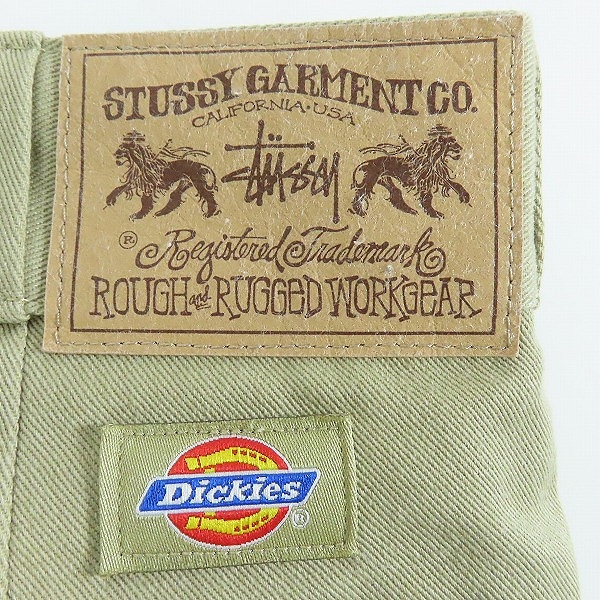 STUSSY GARMENT CO.
CALIFORNIA · USA
Stüssy
® Registered Trademark
ROUGH and RUGGED WORKGEAR
Dickies ®